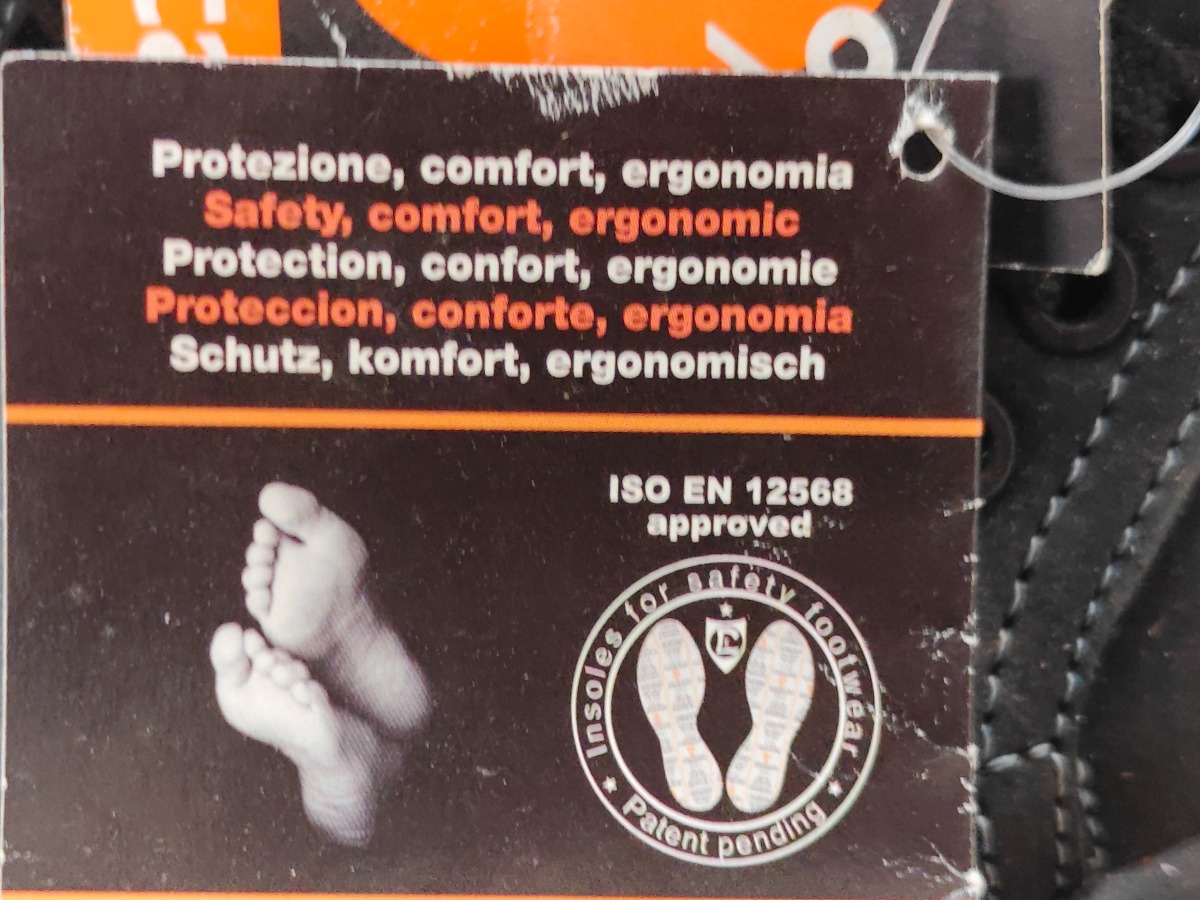 Protezione, comfort, ergonomia
Safety, comfort, ergonomic
Protection, confort, ergonomie
Proteccion, conforte, ergonomia
Schutz, komfort, ergonomisch
ISO EN 12568
approved
Insoles for safety footwear
Patent pending